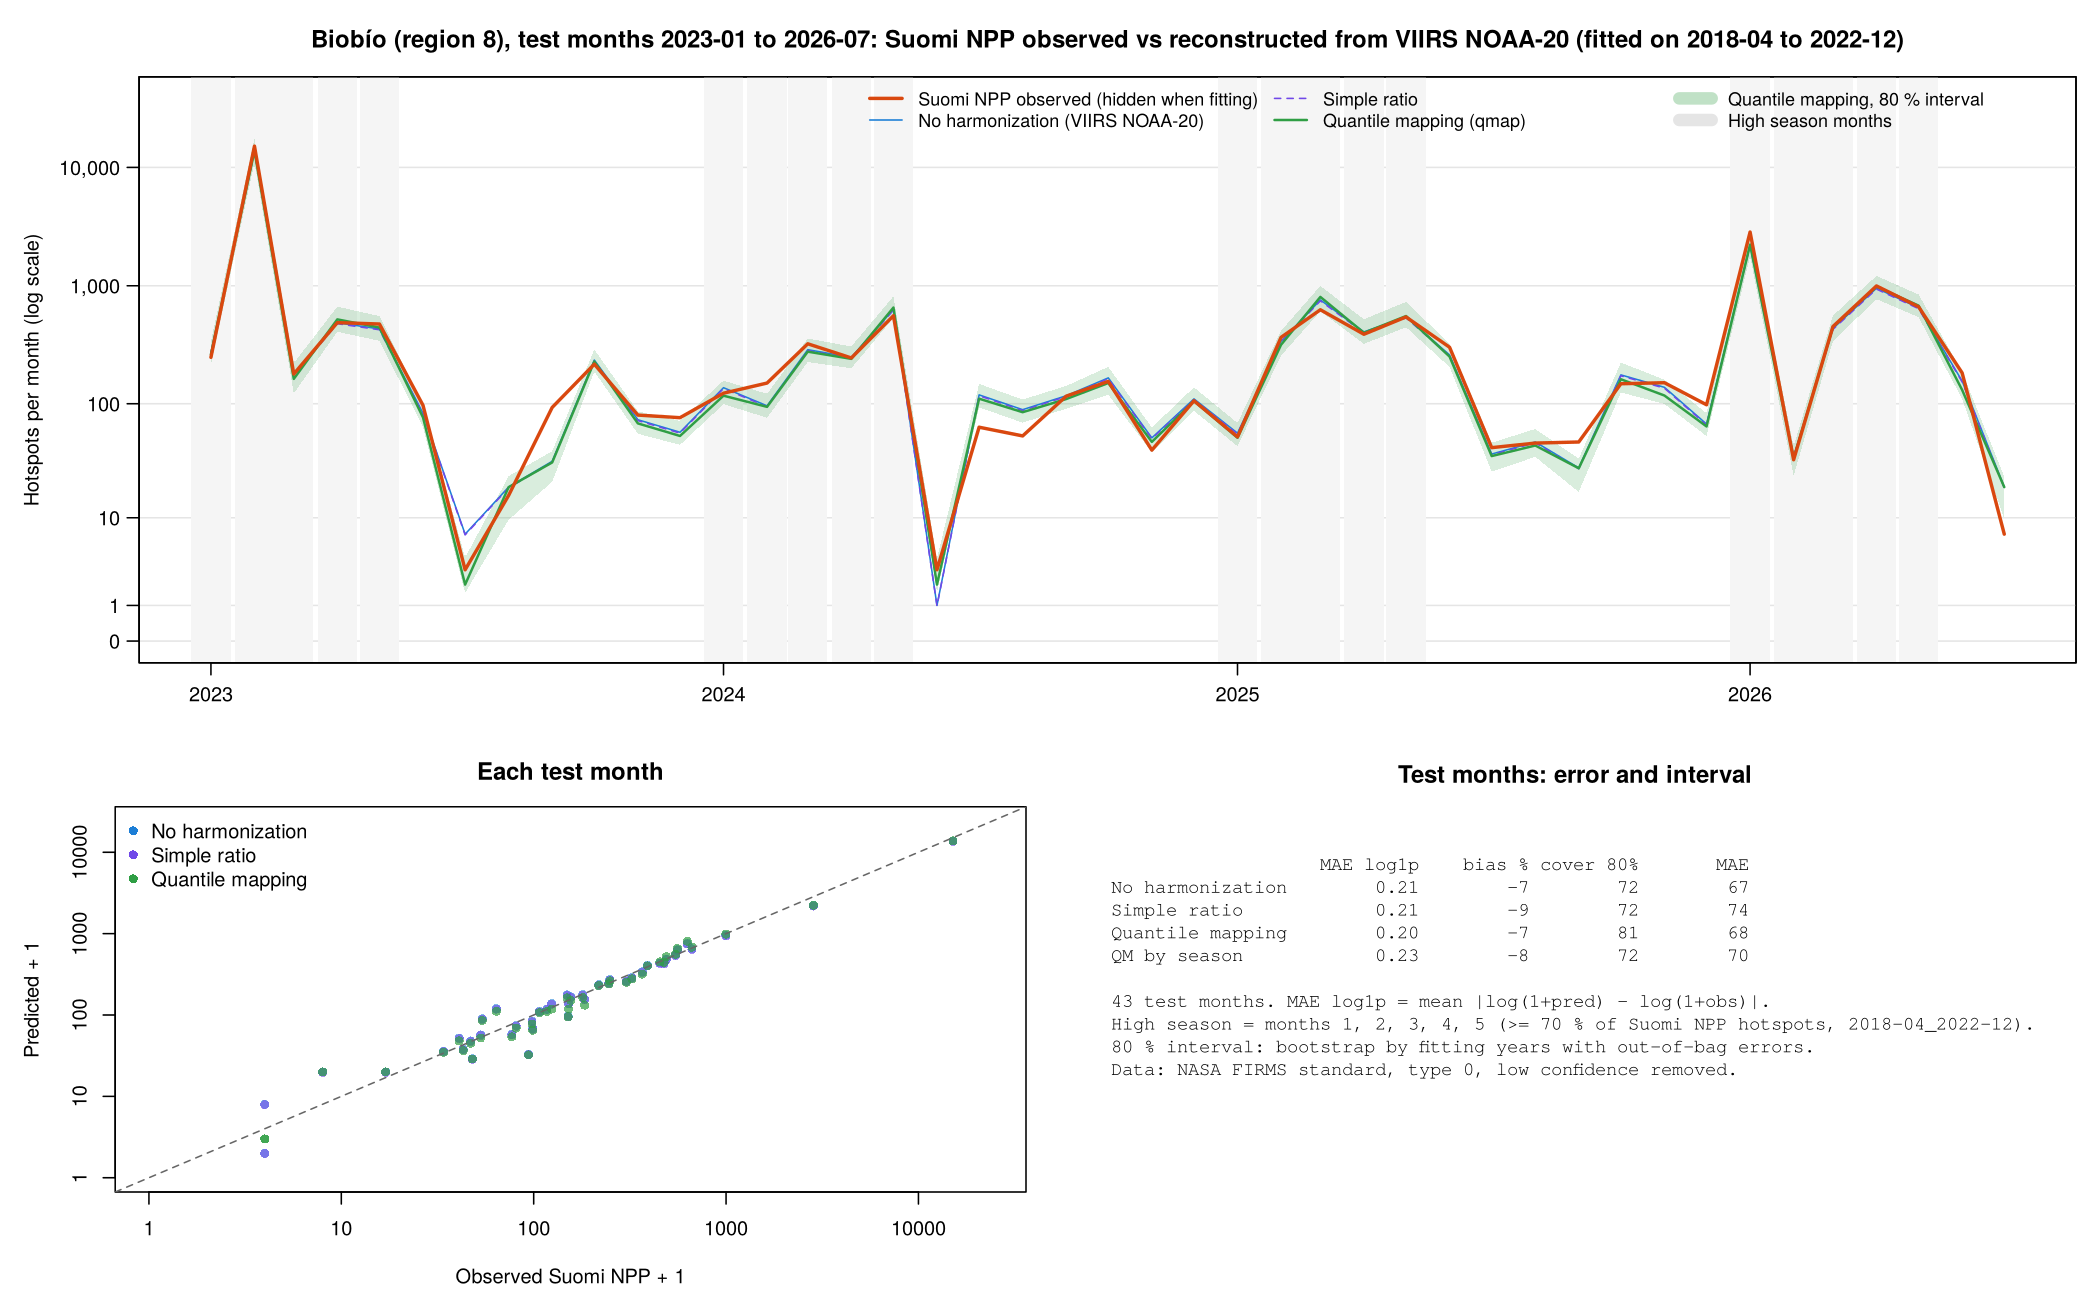 Biobío (region 8), test months 2023-01 to 2026-07: Suomi NPP observed vs reconstructed from VIIRS NOAA-20 (fitted on 2018-04 to 2022-12)
Suomi NPP observed (hidden when fitting)
No harmonization (VIIRS NOAA-20)
Simple ratio
Quantile mapping (qmap)
Quantile mapping, 80 % interval
High season months
Hotspots per month (log scale)
10,000
1,000
100
10
1
0
2023 2024 2025 2026
Each test month
No harmonization
Simple ratio
Quantile mapping
Predicted + 1
10000
1000
100
10
1
1 10 100 1000 10000
Observed Suomi NPP + 1
Test months: error and interval
MAE log1p bias % cover 80% MAE
No harmonization 0.21 -7 72 67
Simple ratio 0.21 -9 72 74
Quantile mapping 0.20 -7 81 68
QM by season 0.23 -8 72 70
43 test months. MAE log1p = mean |log(1+pred) - log(1+obs)|.
High season = months 1, 2, 3, 4, 5 (>= 70 % of Suomi NPP hotspots, 2018-04_2022-12).
80 % interval: bootstrap by fitting years with out-of-bag errors.
Data: NASA FIRMS standard, type 0, low confidence removed.